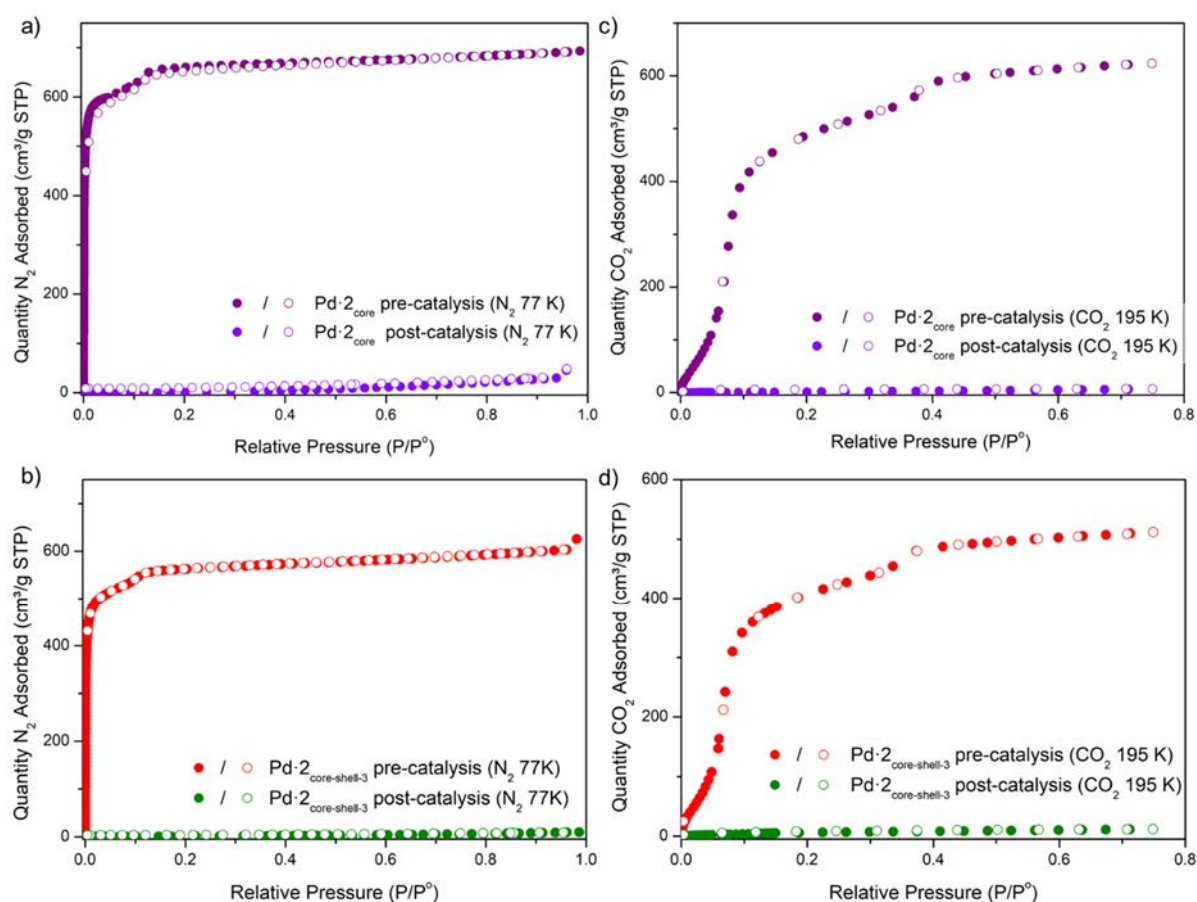 a)
Quantity N₂ Adsorbed (cm³/g STP)
600
400
200
0
/ Pd·2core pre-catalysis (N₂ 77 K)
/ Pd·2core post-catalysis (N₂ 77 K)
0.0 0.2 0.4 0.6 0.8 1.0
Relative Pressure (P/P°)
c)
Quantity CO₂ Adsorbed (cm³/g STP)
600
400
200
0
/ Pd·2core pre-catalysis (CO₂ 195 K)
/ Pd·2core post-catalysis (CO₂ 195 K)
0.0 0.2 0.4 0.6 0.8
Relative Pressure (P/P°)
b)
Quantity N₂ Adsorbed (cm³/g STP)
600
400
200
0
/ Pd·2core-shell-3 pre-catalysis (N₂ 77K)
/ Pd·2core-shell-3 post-catalysis (N₂ 77K)
0.0 0.2 0.4 0.6 0.8 1.0
Relative Pressure (P/P°)
d)
Quantity CO₂ Adsorbed (cm³/g STP)
600
400
200
0
/ Pd·2core-shell-3 pre-catalysis (CO₂ 195 K)
/ Pd·2core-shell-3 post-catalysis (CO₂ 195 K)
0.0 0.2 0.4 0.6 0.8
Relative Pressure (P/P°)